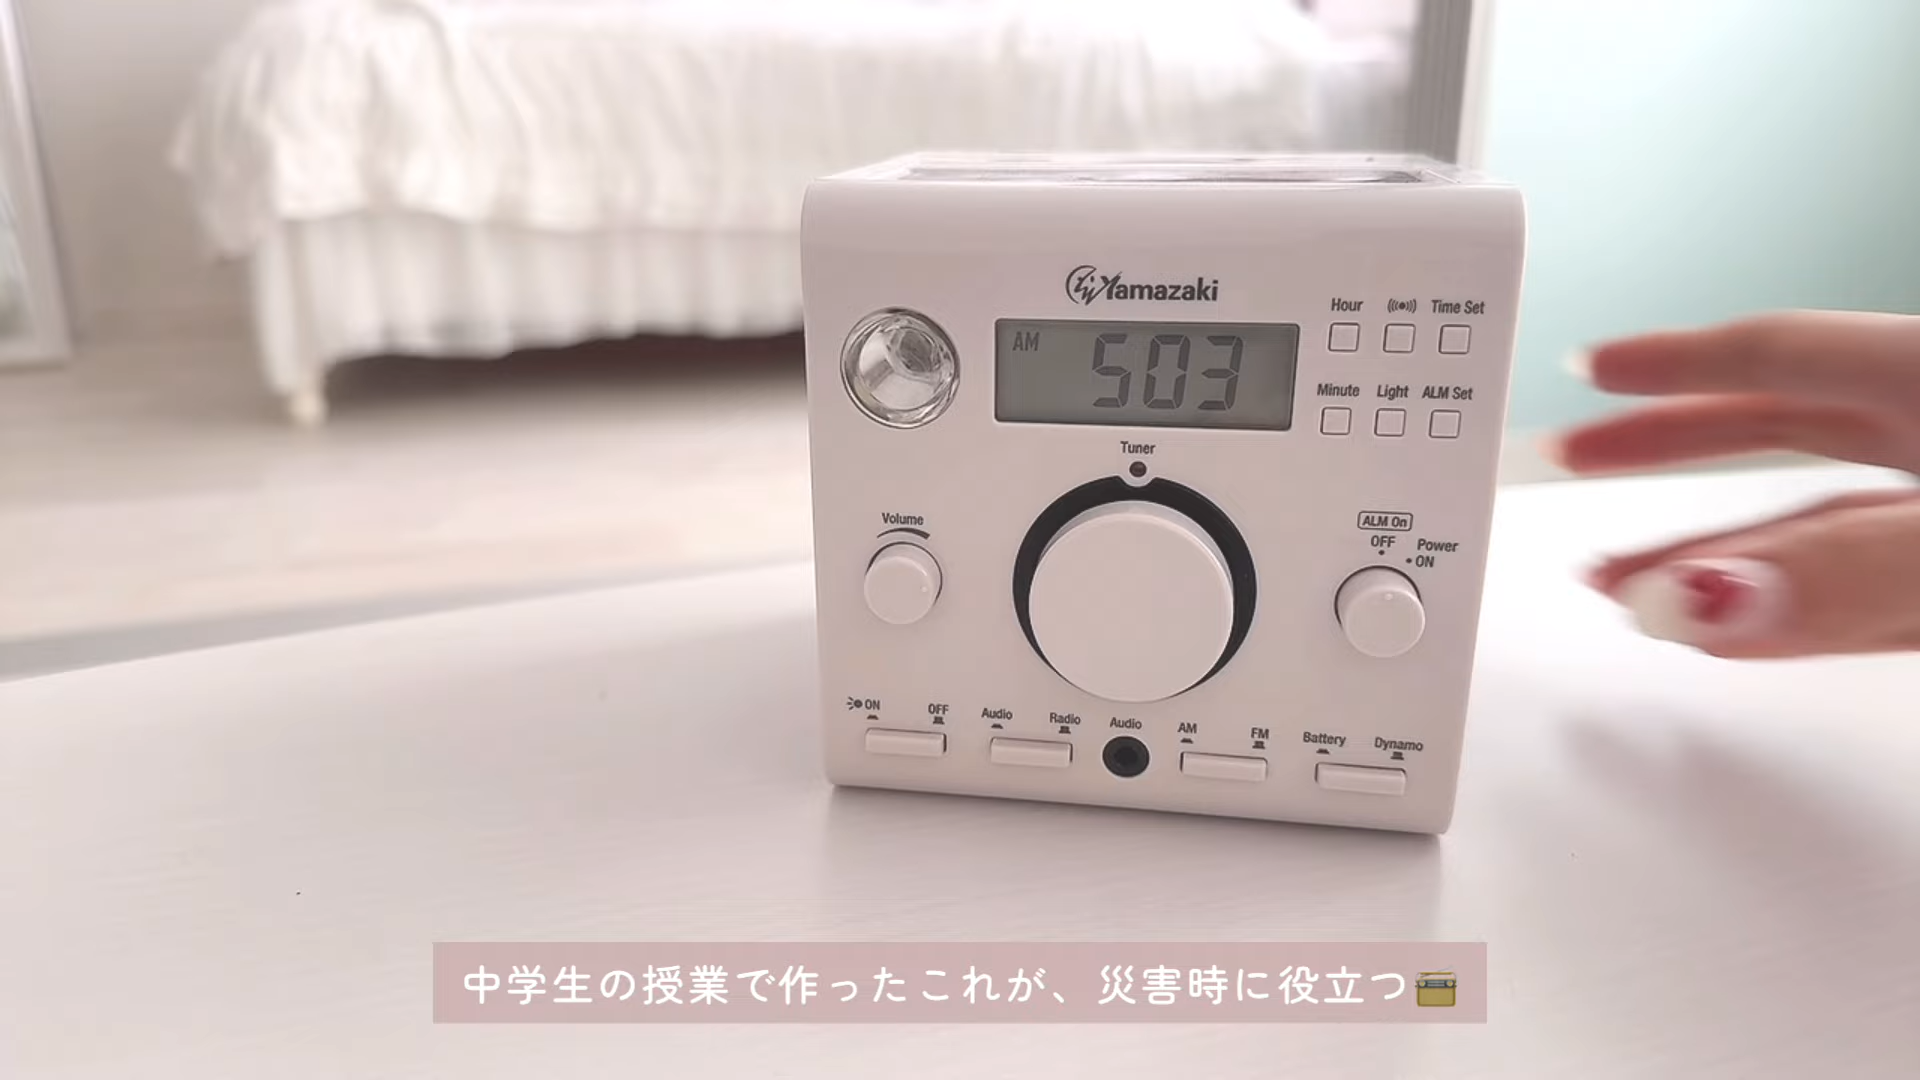 Yamazaki
Hour ((●)) Time Set
AM 503
Minute Light ALM Set
Tuner
Volume
ALM On
OFF Power
ON
ON OFF Audio Radio Audio AM FM Battery Dynamo
中学生の授業で作ったこれが、災害時に役立つ📻